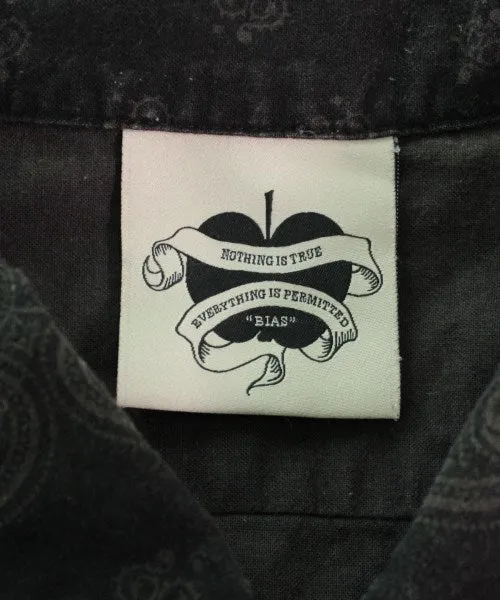 NOTHING IS TRUE
EVERYTHING IS PERMITTED
"BIAS"